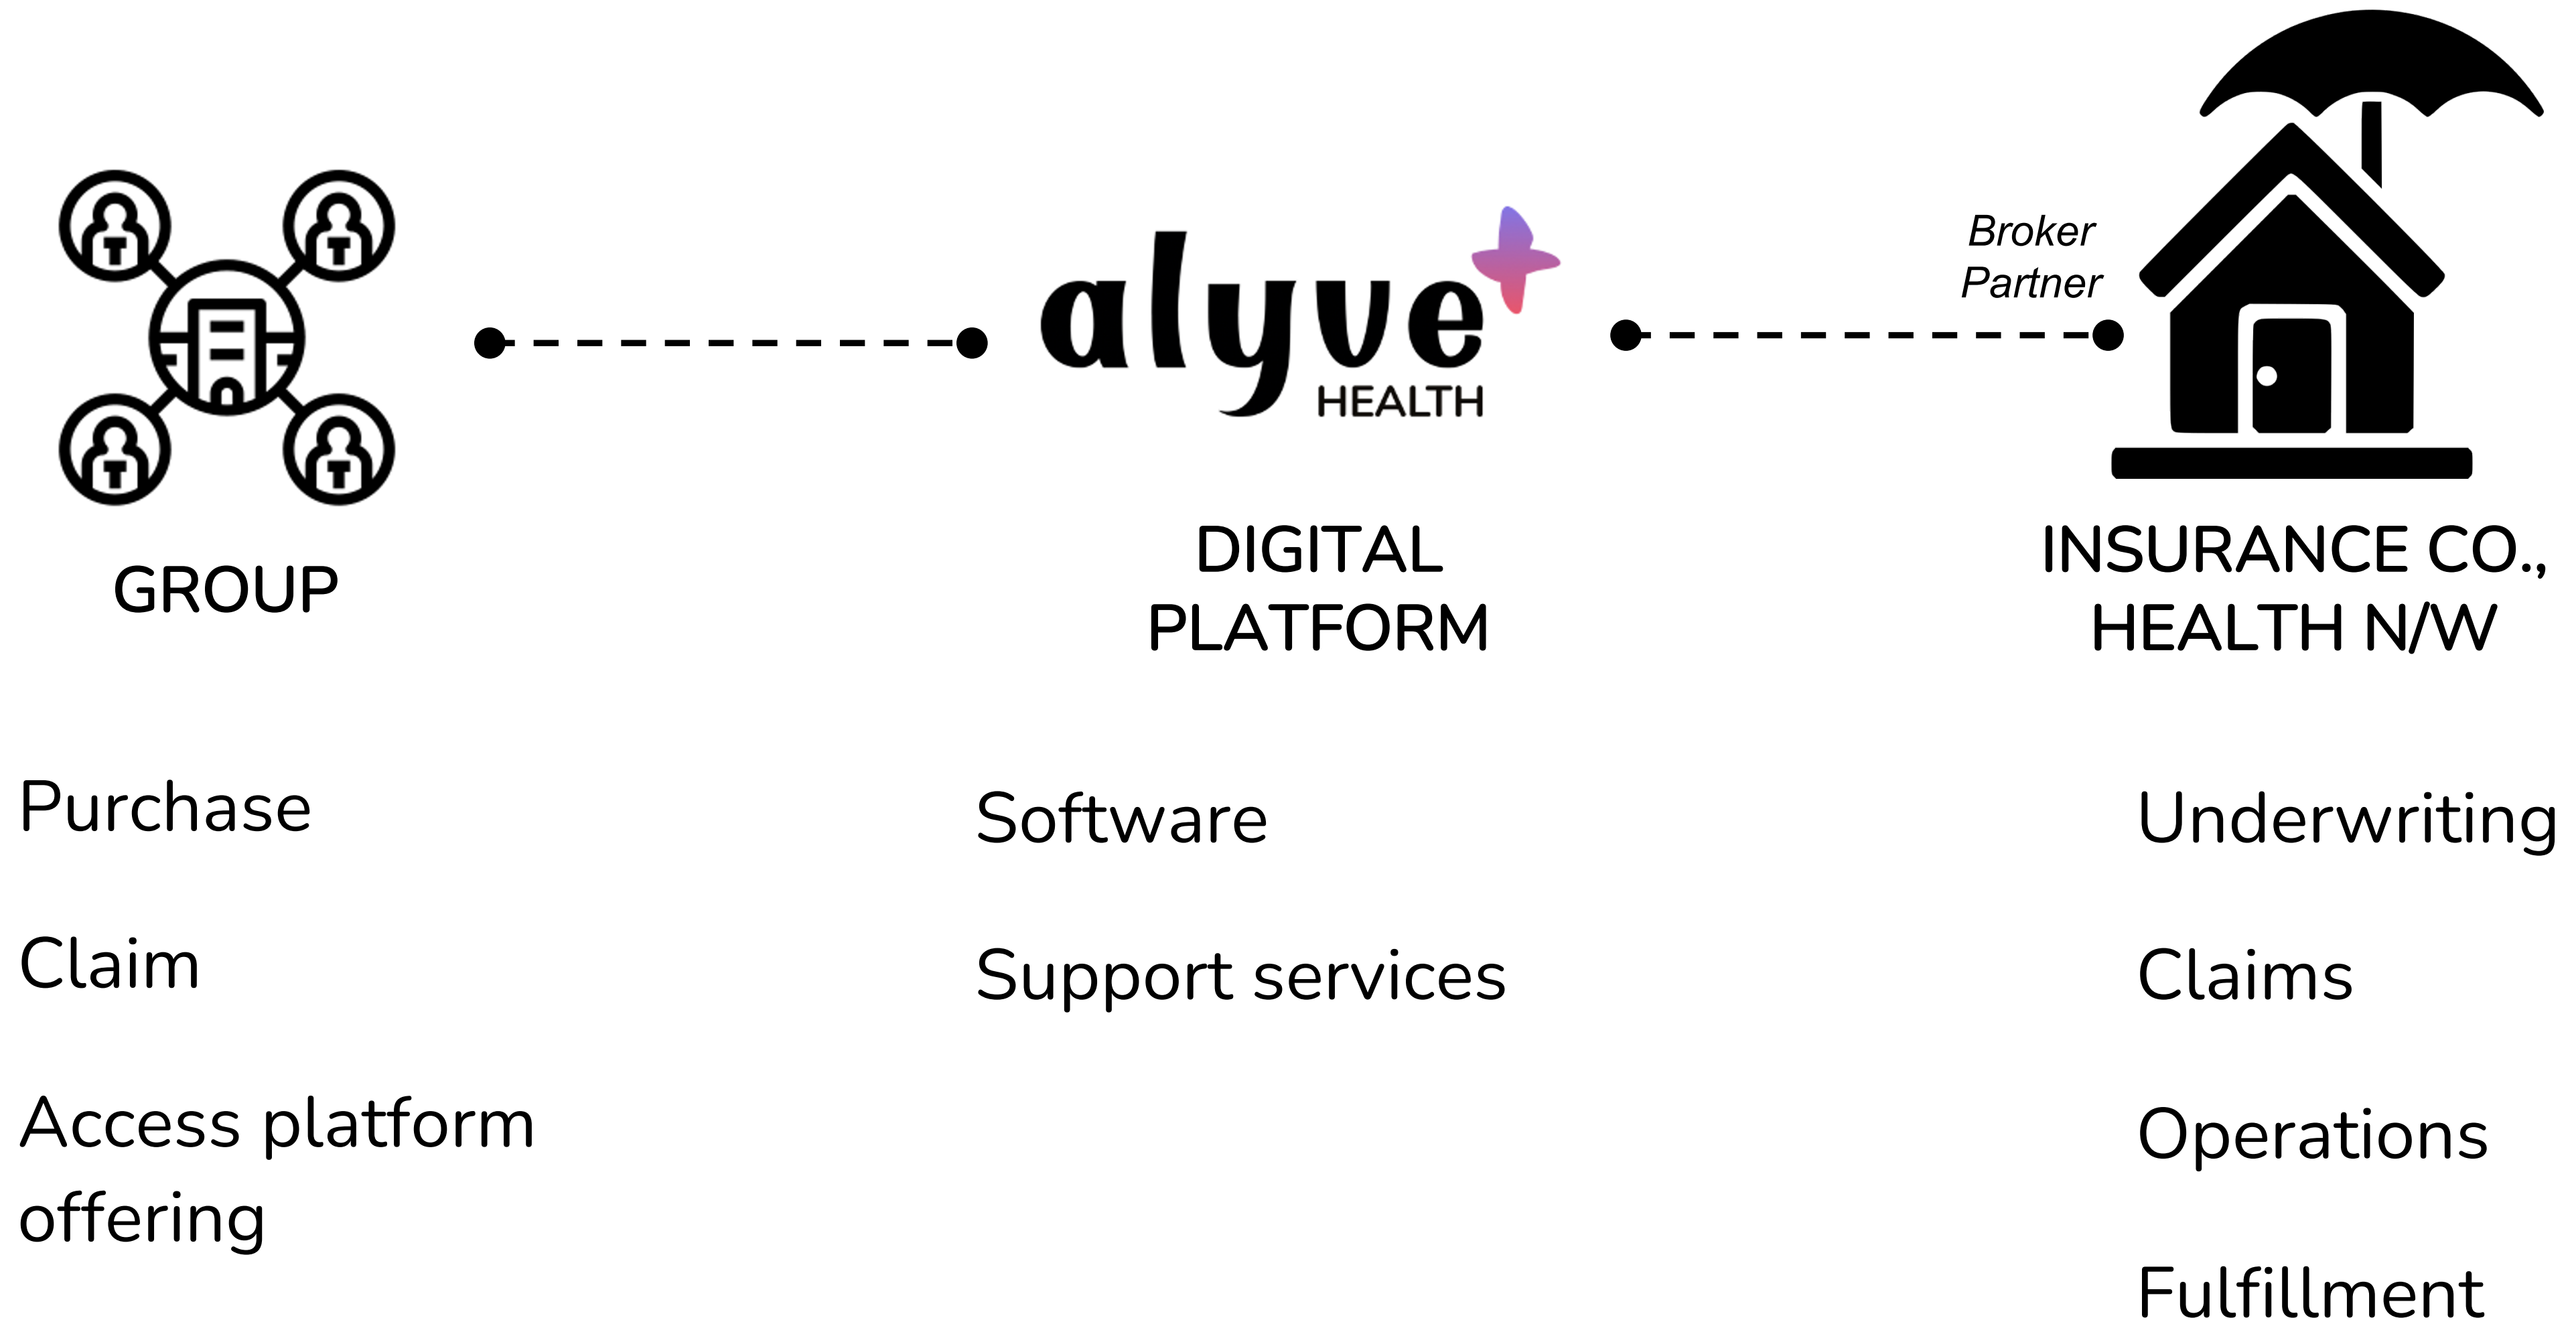 Broker
Partner
alyve
HEALTH
GROUP
DIGITAL
PLATFORM
INSURANCE CO.,
HEALTH N/W
Purchase
Claim
Access platform
offering
Software
Support services
Underwriting
Claims
Operations
Fulfillment